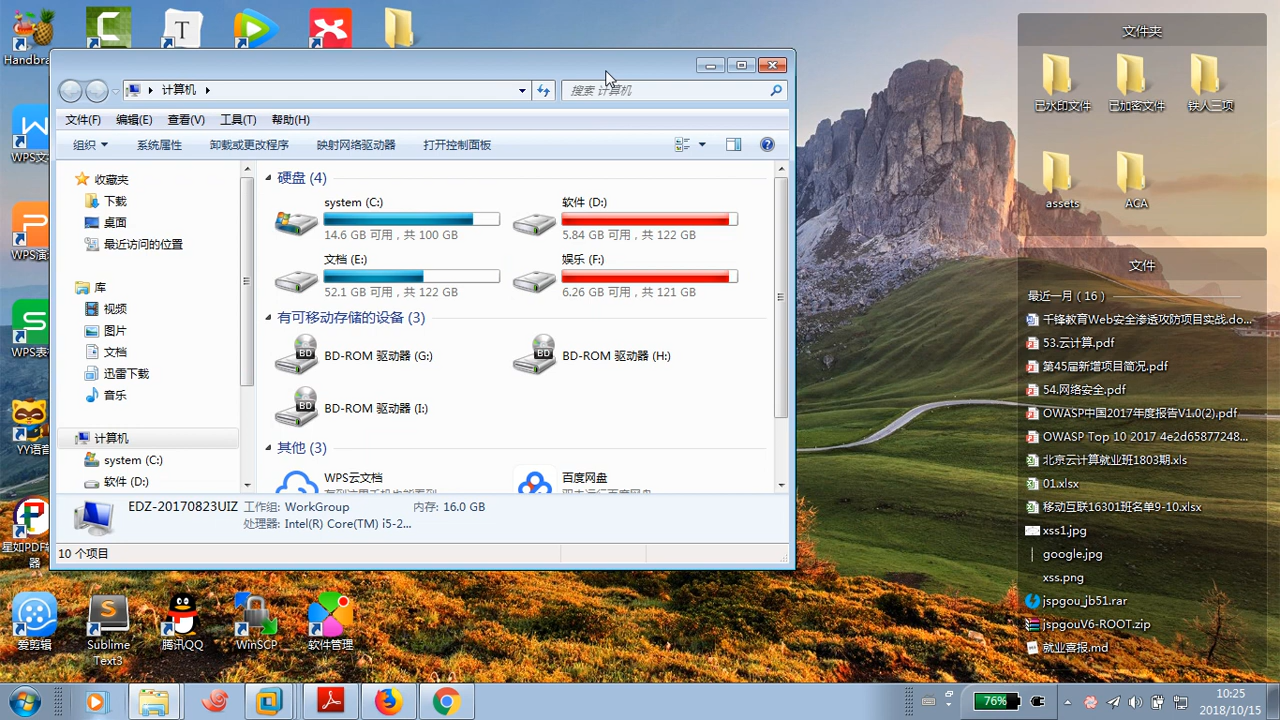 Handbra
文件夹
已水印文件
已加密文件
铁人三项
assets
ACA
计算机
搜索 计算机
文件(F)
编辑(E)
查看(V)
工具(T)
帮助(H)
组织
系统属性
卸载或更改程序
映射网络驱动器
打开控制面板
收藏夹
下载
桌面
最近访问的位置
库
视频
图片
文档
迅雷下载
音乐
计算机
system (C:)
软件 (D:)
硬盘 (4)
system (C:)
14.6 GB 可用，共 100 GB
软件 (D:)
5.84 GB 可用，共 122 GB
文档 (E:)
52.1 GB 可用，共 122 GB
娱乐 (F:)
6.26 GB 可用，共 121 GB
有可移动存储的设备 (3)
BD-ROM 驱动器 (G:)
BD-ROM 驱动器 (H:)
BD-ROM 驱动器 (I:)
其他 (3)
WPS云文档
百度网盘
EDZ-20170823UIZ
工作组: WorkGroup
内存: 16.0 GB
处理器: Intel(R) Core(TM) i5-2...
10 个项目
WPS文
WPS演
WPS表
YY语音
星如PDF
器
爱剪辑
Sublime
Text3
腾讯QQ
WinSCP
软件管理
文件
最近一月 ( 16 )
千锋教育Web安全渗透攻防项目实战.do...
53.云计算.pdf
第45届新增项目简况.pdf
54.网络安全.pdf
OWASP中国2017年度报告V1.0(2).pdf
OWASP Top 10 2017 4e2d65877248...
北京云计算就业班1803期.xls
01.xlsx
移动互联16301班名单9-10.xlsx
xss1.jpg
google.jpg
xss.png
jspgou_jb51.rar
jspgouV6-ROOT.zip
就业喜报.md
76%
10:25
2018/10/15